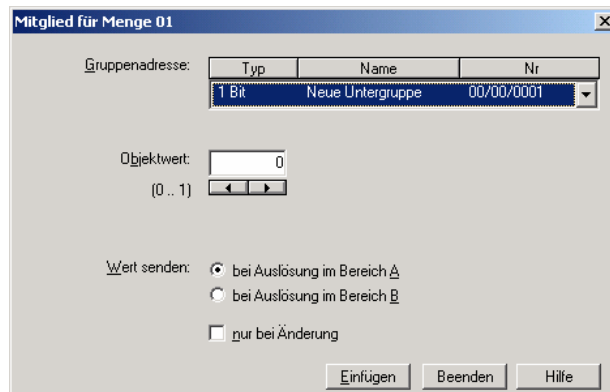 Mitglied für Menge 01
Gruppenadresse: Typ Name Nr
1 Bit Neue Untergruppe 00/00/0001
Objektwert: 0
(0 .. 1)
Wert senden: bei Auslösung im Bereich A
bei Auslösung im Bereich B
nur bei Änderung
Einfügen Beenden Hilfe